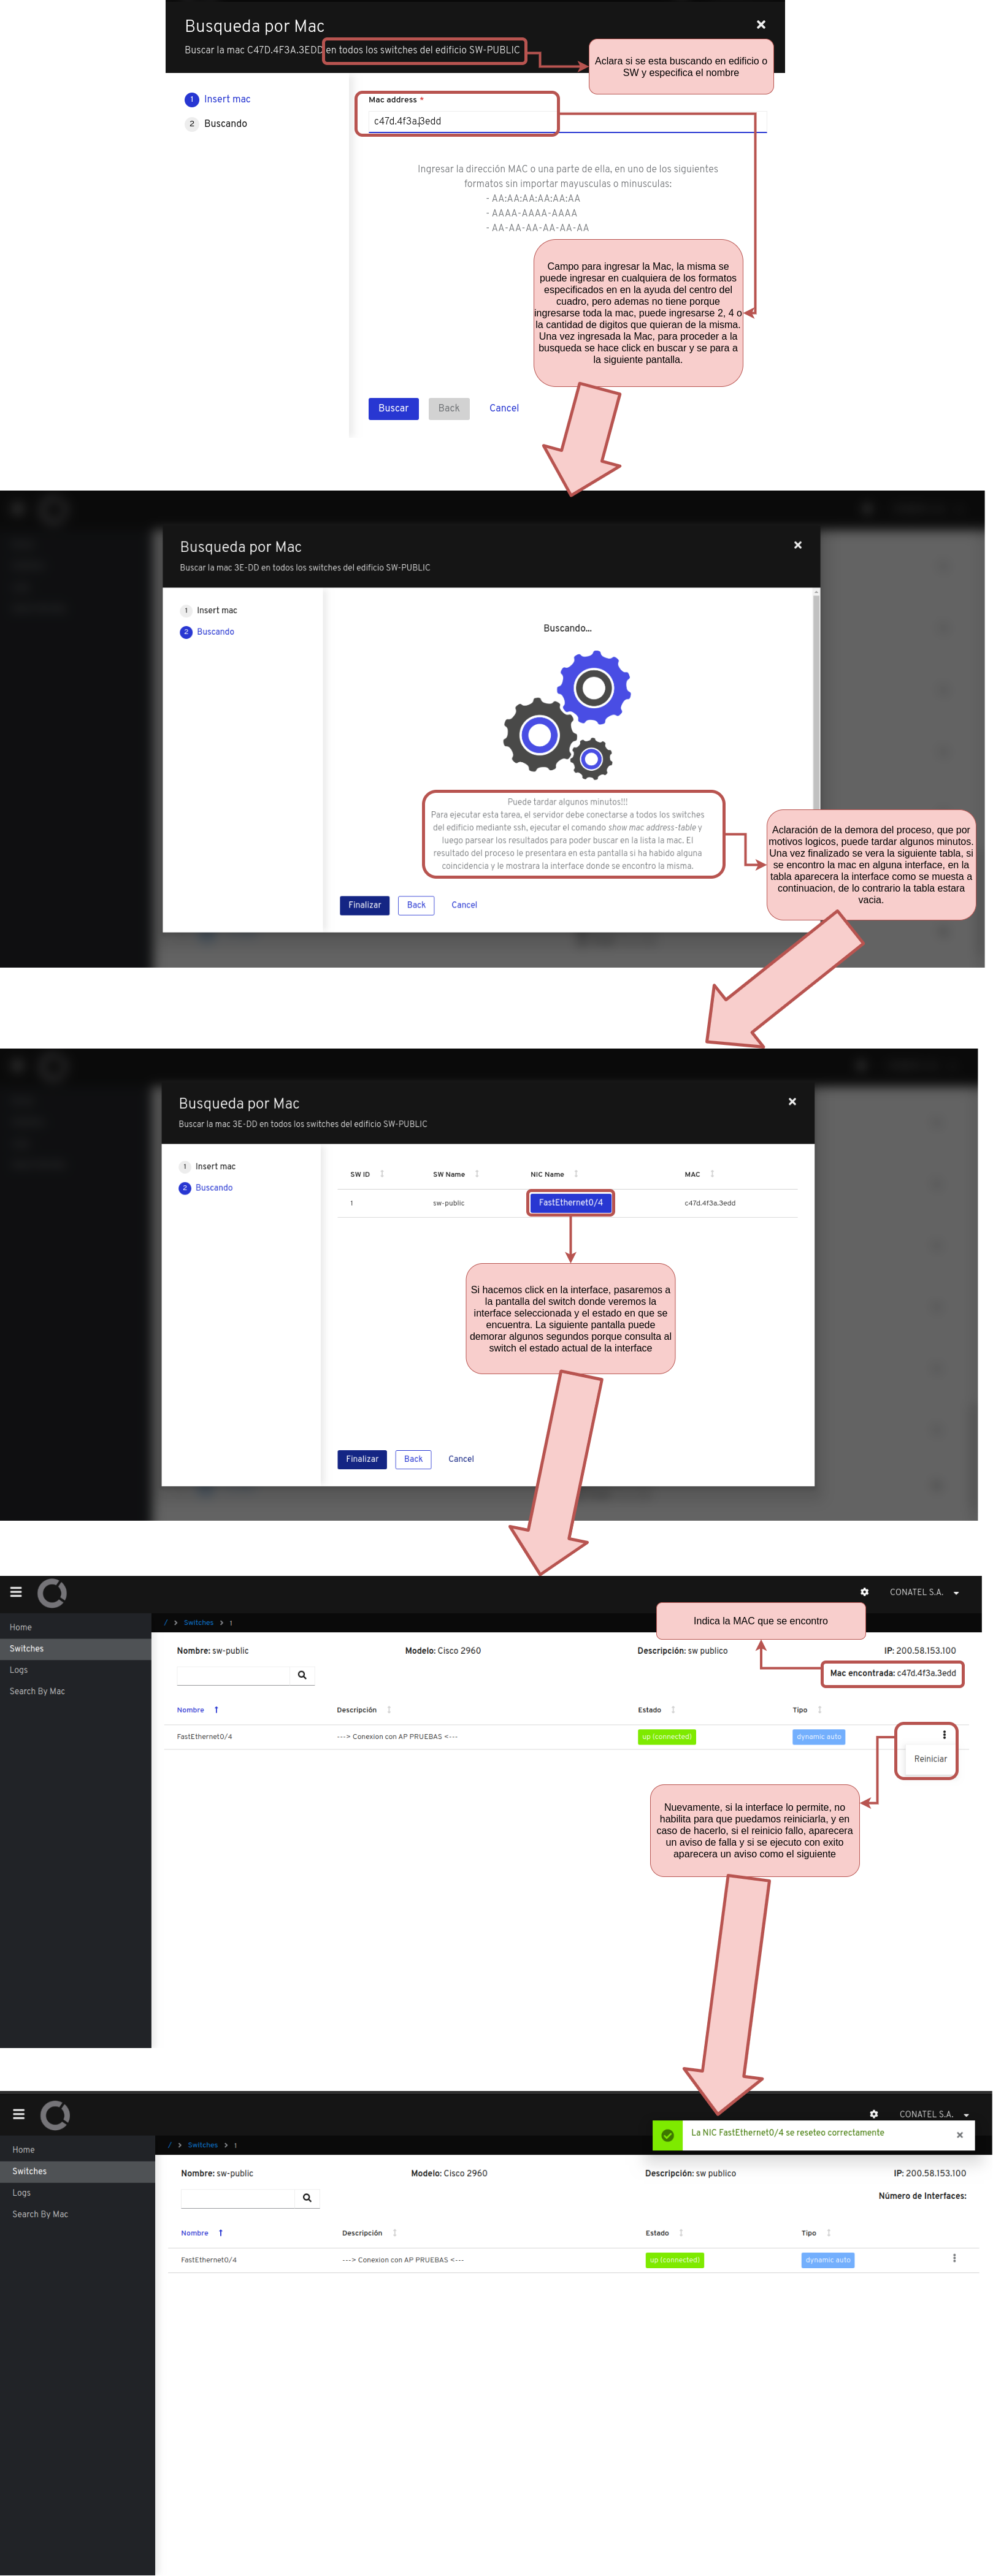 Busqueda por Mac
Buscar la mac C47D.4F3A.3EDD en todos los switches del edificio SW-PUBLIC
Aclara si se esta buscando en edificio o
SW y especifica el nombre
1 Insert mac
2 Buscando
Mac address *
c47d.4f3a.3edd
Ingresar la dirección MAC o una parte de ella, en uno de los siguientes
formatos sin importar mayusculas o minusculas:
- AA:AA:AA:AA:AA:AA
- AAAA-AAAA-AAAA
- AA-AA-AA-AA-AA-AA
Campo para ingresar la Mac, la misma se
puede ingresar en cualquiera de los formatos
especificados en en la ayuda del centro del
cuadro, pero ademas no tiene porque
ingresarse toda la mac, puede ingresarse 2, 4 o
la cantidad de digitos que quieran de la misma.
Una vez ingresada la Mac, para proceder a la
busqueda se hace click en buscar y se para a
la siguiente pantalla.
Buscar Back Cancel
Busqueda por Mac
Buscar la mac 3E-DD en todos los switches del edificio SW-PUBLIC
1 Insert mac
2 Buscando
Buscando...
Puede tardar algunos minutos!!!
Para ejecutar esta tarea, el servidor debe conectarse a todos los switches
del edificio mediante ssh, ejecutar el comando show mac address-table y
luego parsear los resultados para poder buscar en la lista la mac. El
resultado del proceso le presentara en esta pantalla si ha habido alguna
coincidencia y le mostrara la interface donde se encontro la misma.
Aclaración de la demora del proceso, que por
motivos logicos, puede tardar algunos minutos.
Una vez finalizado se vera la siguiente tabla, si
se encontro la mac en alguna interface, en la
tabla aparecera la interface como se muesta a
continuacion, de lo contrario la tabla estara
vacia.
Finalizar Back Cancel
Busqueda por Mac
Buscar la mac 3E-DD en todos los switches del edificio SW-PUBLIC
1 Insert mac
2 Buscando
SW ID SW Name NIC Name MAC
1 sw-public FastEthernet0/4 c47d.4f3a.3edd
Si hacemos click en la interface, pasaremos a
la pantalla del switch donde veremos la
interface seleccionada y el estado en que se
encuentra. La siguiente pantalla puede
demorar algunos segundos porque consulta al
switch el estado actual de la interface
Finalizar Back Cancel
CONATEL S.A.
Home
Switches
Logs
Search By Mac
/ > Switches > 1
Indica la MAC que se encontro
Nombre: sw-public Modelo: Cisco 2960 Descripción: sw publico IP: 200.58.153.100
Mac encontrada: c47d.4f3a.3edd
Nombre Descripción Estado Tipo
FastEthernet0/4 ---> Conexion con AP PRUEBAS <--- up (connected) dynamic auto
Reiniciar
Nuevamente, si la interface lo permite, no
habilita para que puedamos reiniciarla, y en
caso de hacerlo, si el reinicio fallo, aparecera
un aviso de falla y si se ejecuto con exito
aparecera un aviso como el siguiente
CONATEL S.A.
La NIC FastEthernet0/4 se reseteo correctamente
Home
Switches
Logs
Search By Mac
/ > Switches > 1
Nombre: sw-public Modelo: Cisco 2960 Descripción: sw publico IP: 200.58.153.100
Número de Interfaces:
Nombre Descripción Estado Tipo
FastEthernet0/4 ---> Conexion con AP PRUEBAS <--- up (connected) dynamic auto